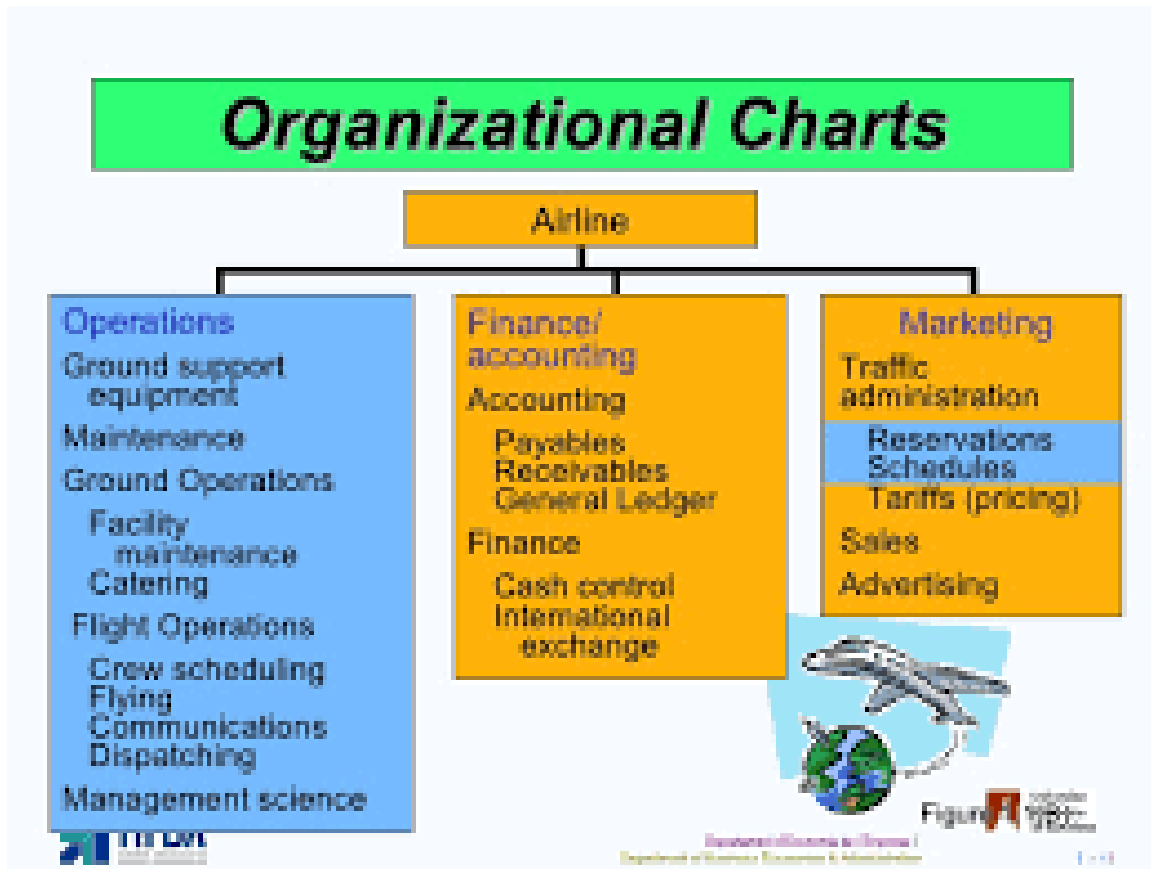 Organizational Charts
Airline
Operations
Ground support
equipment
Maintenance
Ground Operations
Facility
maintenance
Catering
Flight Operations
Crew scheduling
Flying
Communications
Dispatching
Management science
Finance/
accounting
Accounting
Payables
Receivables
General Ledger
Finance
Cash control
International
exchange
Marketing
Traffic
administration
Reservations
Schedules
Tariffs (pricing)
Sales
Advertising